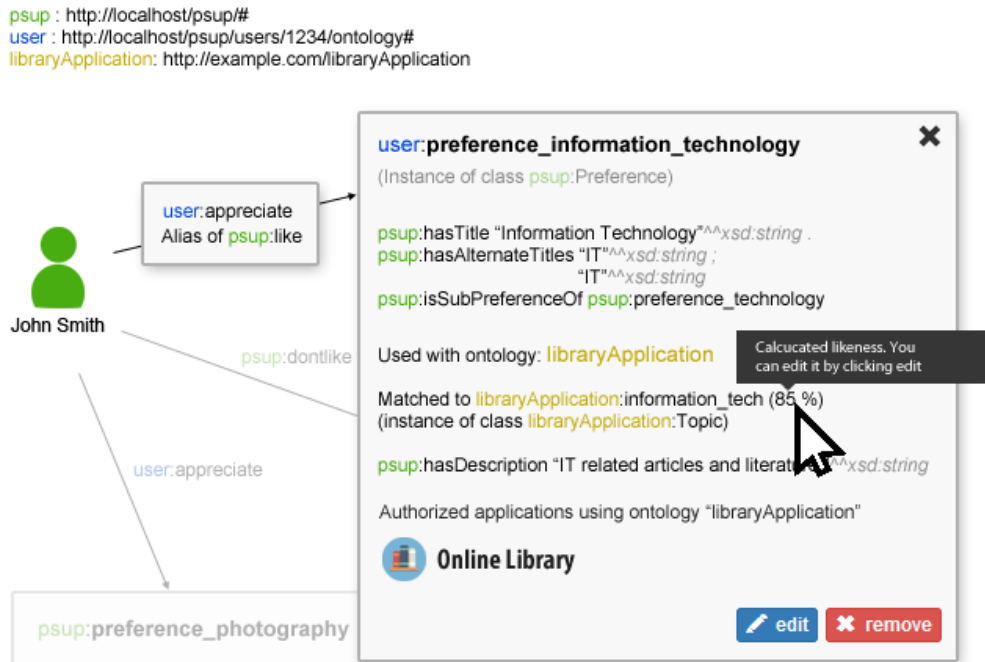 psup : http://localhost/psup/#
user : http://localhost/psup/users/1234/ontology#
libraryApplication: http://example.com/libraryApplication
user:preference_information_technology
(Instance of class psup:Preference)
user:appreciate
Alias of psup:like
psup:hasTitle “Information Technology”^^xsd:string .
psup:hasAlternateTitles “IT”^^xsd:string ;
“IT”^^xsd:string
psup:isSubPreferenceOf psup:preference_technology
John Smith
psup:dontlike
Used with ontology: libraryApplication
Calcucated likeness. You
can edit it by clicking edit
Matched to libraryApplication:information_tech (85 %)
(instance of class libraryApplication:Topic)
user:appreciate
psup:hasDescription “IT related articles and ^^xsd:string
Authorized applications using ontology “libraryApplication”
Online Library
psup:preference_photography
edit
remove